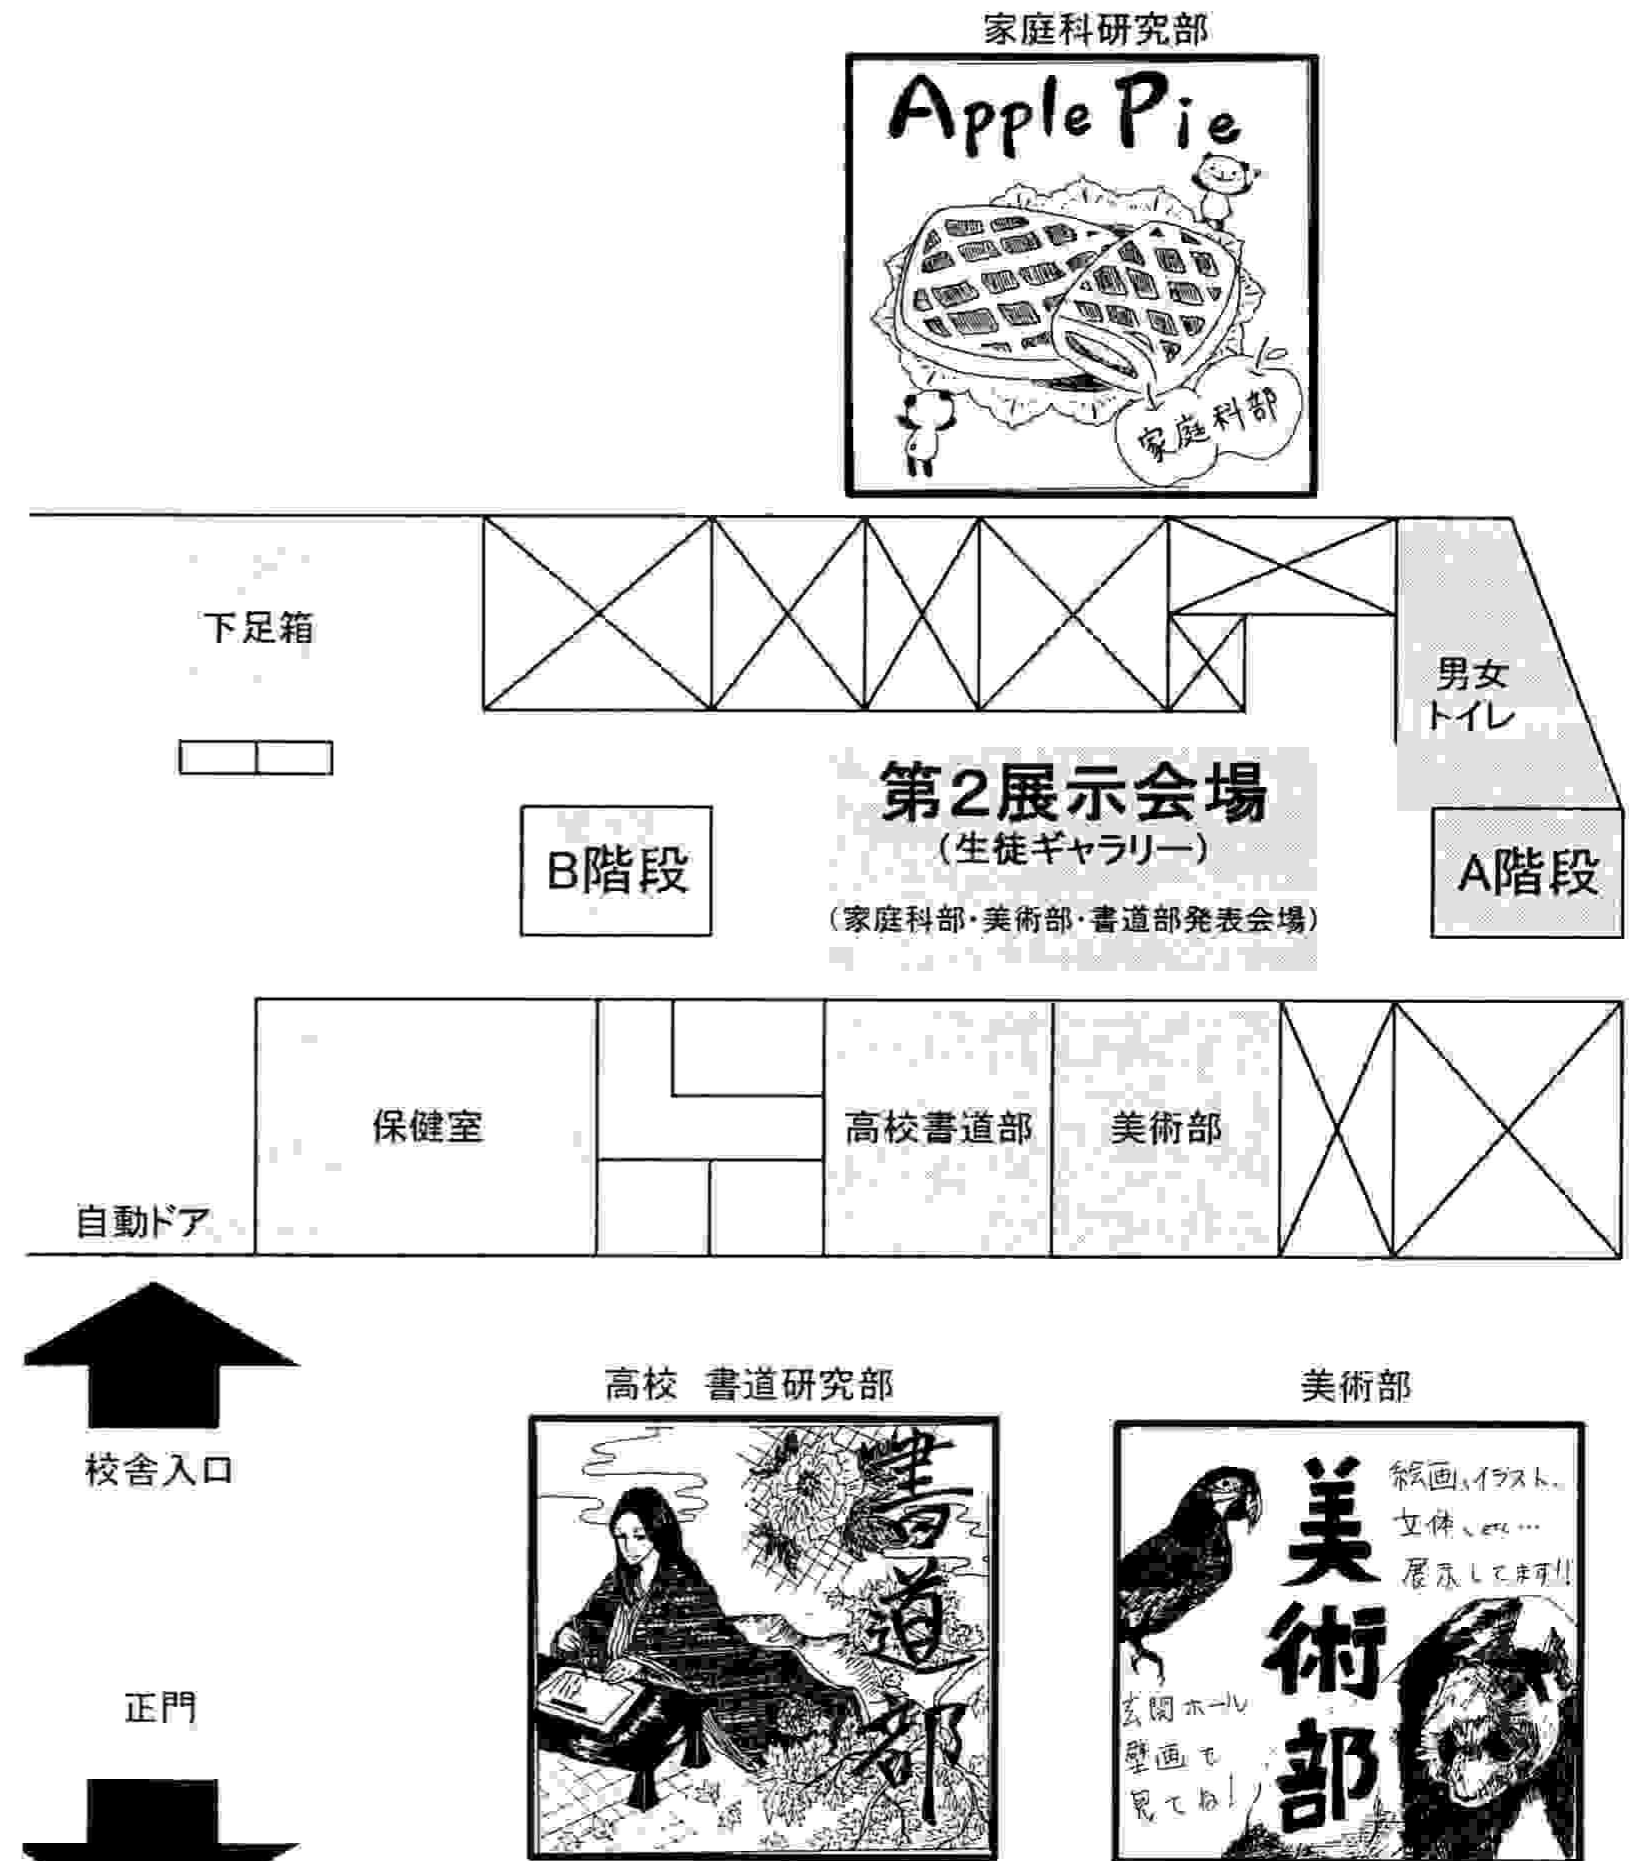 家庭科研究部
Apple Pie
家庭科部
下足箱
男女
トイレ
第2展示会場
(生徒ギャラリー)
B階段
A階段
(家庭科部・美術部・書道部発表会場)
保健室
高校書道部
美術部
自動ドア
校舎入口
正門
高校 書道研究部
書道部
美術部
美術部
絵画、イラスト、
立体、etc…
展示してます!!
玄関ホール
壁画も
見てね!